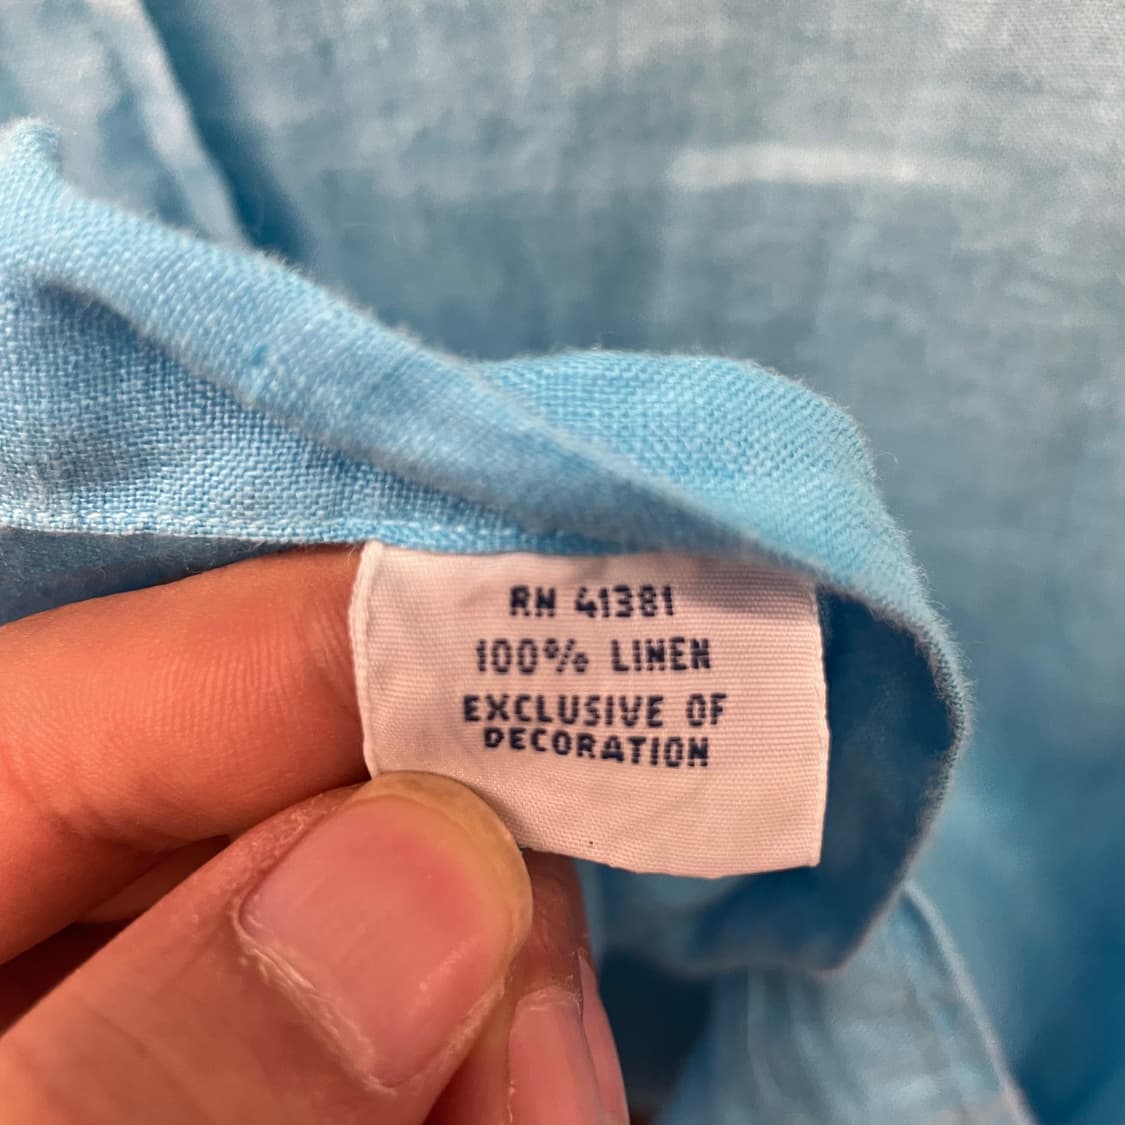 RN 41381
100% LINEN
EXCLUSIVE OF
DECORATION